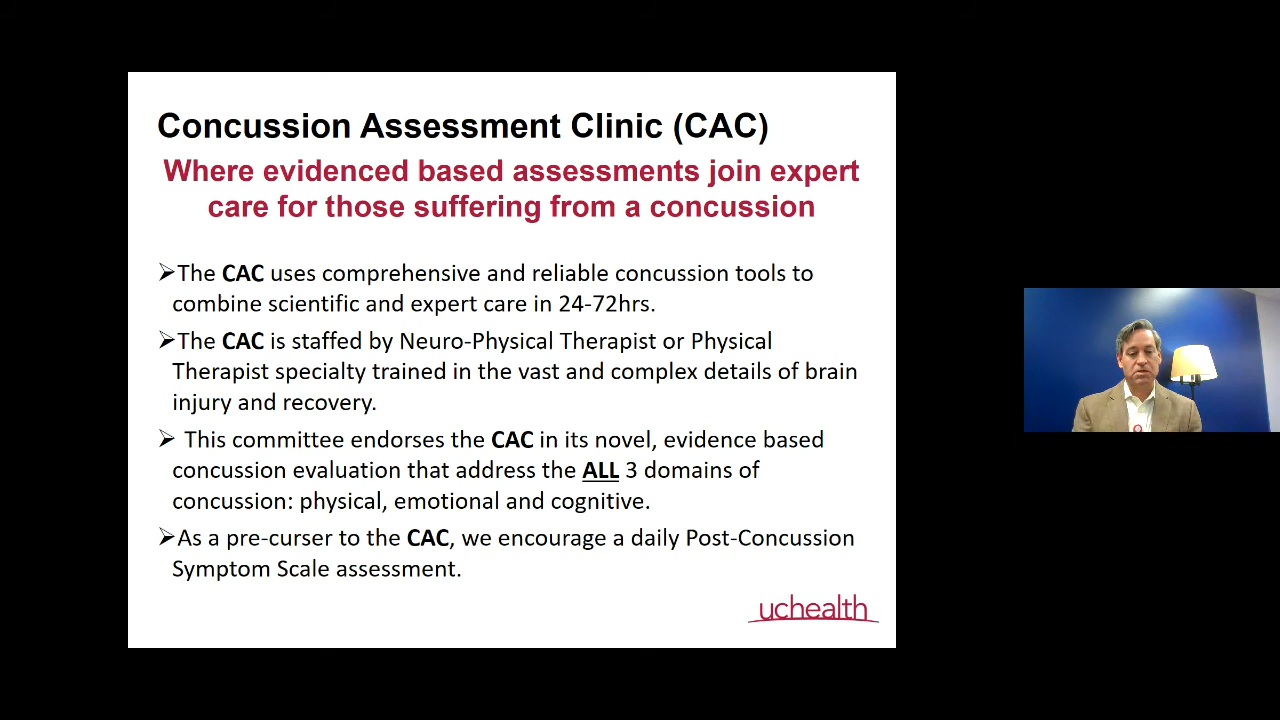 Concussion Assessment Clinic (CAC)
Where evidenced based assessments join expert
care for those suffering from a concussion
➢The CAC uses comprehensive and reliable concussion tools to
combine scientific and expert care in 24-72hrs.
➢The CAC is staffed by Neuro-Physical Therapist or Physical
Therapist specialty trained in the vast and complex details of brain
injury and recovery.
➢ This committee endorses the CAC in its novel, evidence based
concussion evaluation that address the ALL 3 domains of
concussion: physical, emotional and cognitive.
➢As a pre-curser to the CAC, we encourage a daily Post-Concussion
Symptom Scale assessment.
uchealth